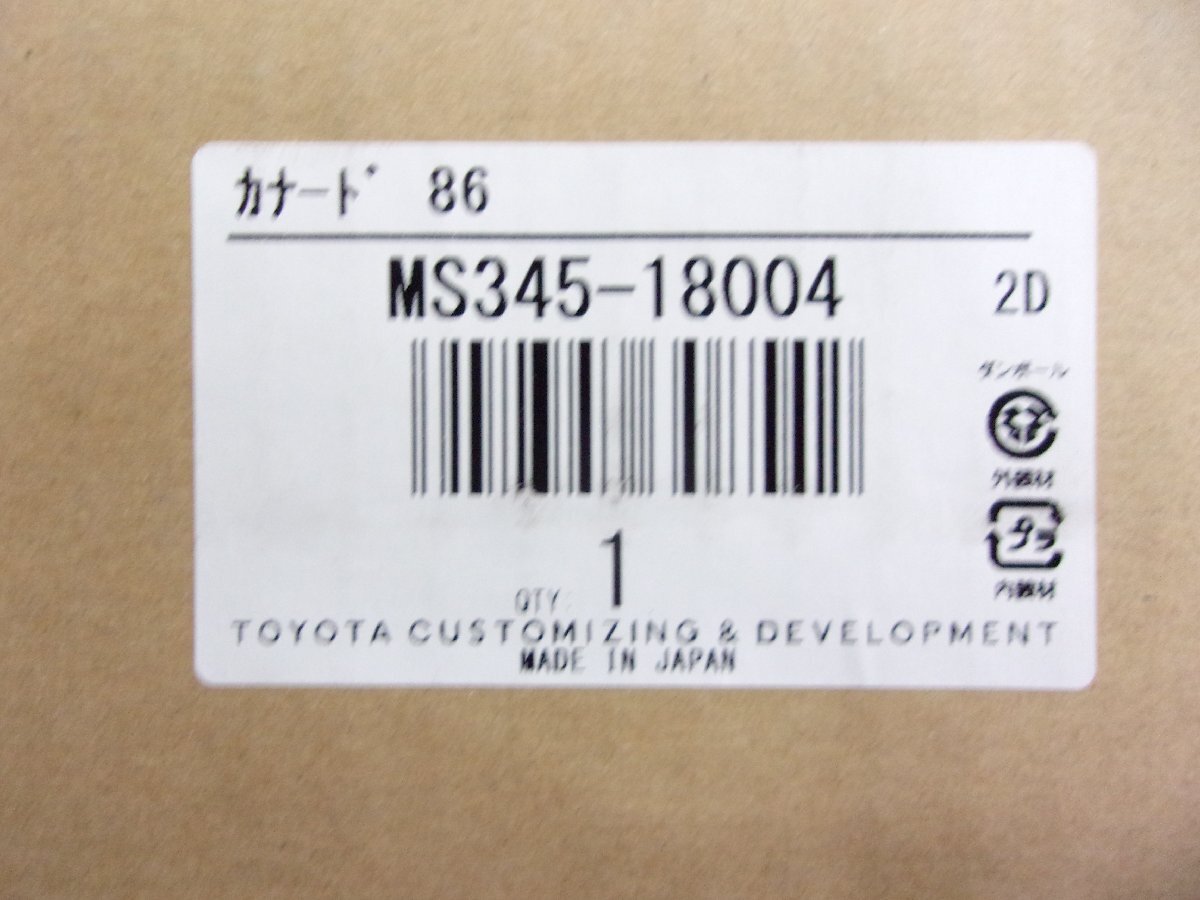 ｶﾅｰﾄﾞ 86
MS345-18004
2D
ダンボール
外装材
プラ
内装材
QTY: 1
TOYOTA CUSTOMIZING & DEVELOPMENT
MADE IN JAPAN